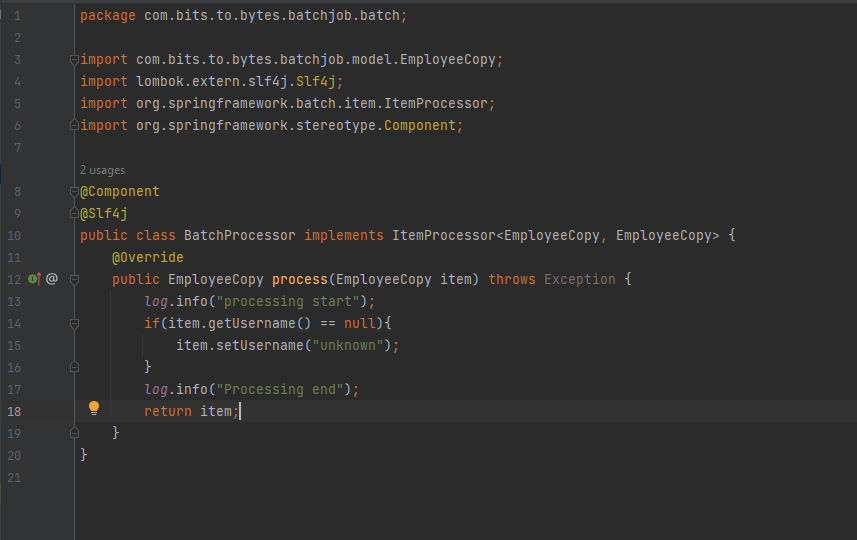 1 package com.bits.to.bytes.batchjob.batch;
2
3 import com.bits.to.bytes.batchjob.model.EmployeeCopy;
4 import lombok.extern.slf4j.Slf4j;
5 import org.springframework.batch.item.ItemProcessor;
6 import org.springframework.stereotype.Component;
7
2 usages
8 @Component
9 @Slf4j
10 public class BatchProcessor implements ItemProcessor<EmployeeCopy, EmployeeCopy> {
11     @Override
12 @     public EmployeeCopy process(EmployeeCopy item) throws Exception {
13         log.info("processing start");
14         if(item.getUsername() == null){
15             item.setUsername("unknown");
16         }
17         log.info("Processing end");
18         return item;
19     }
20 }
21